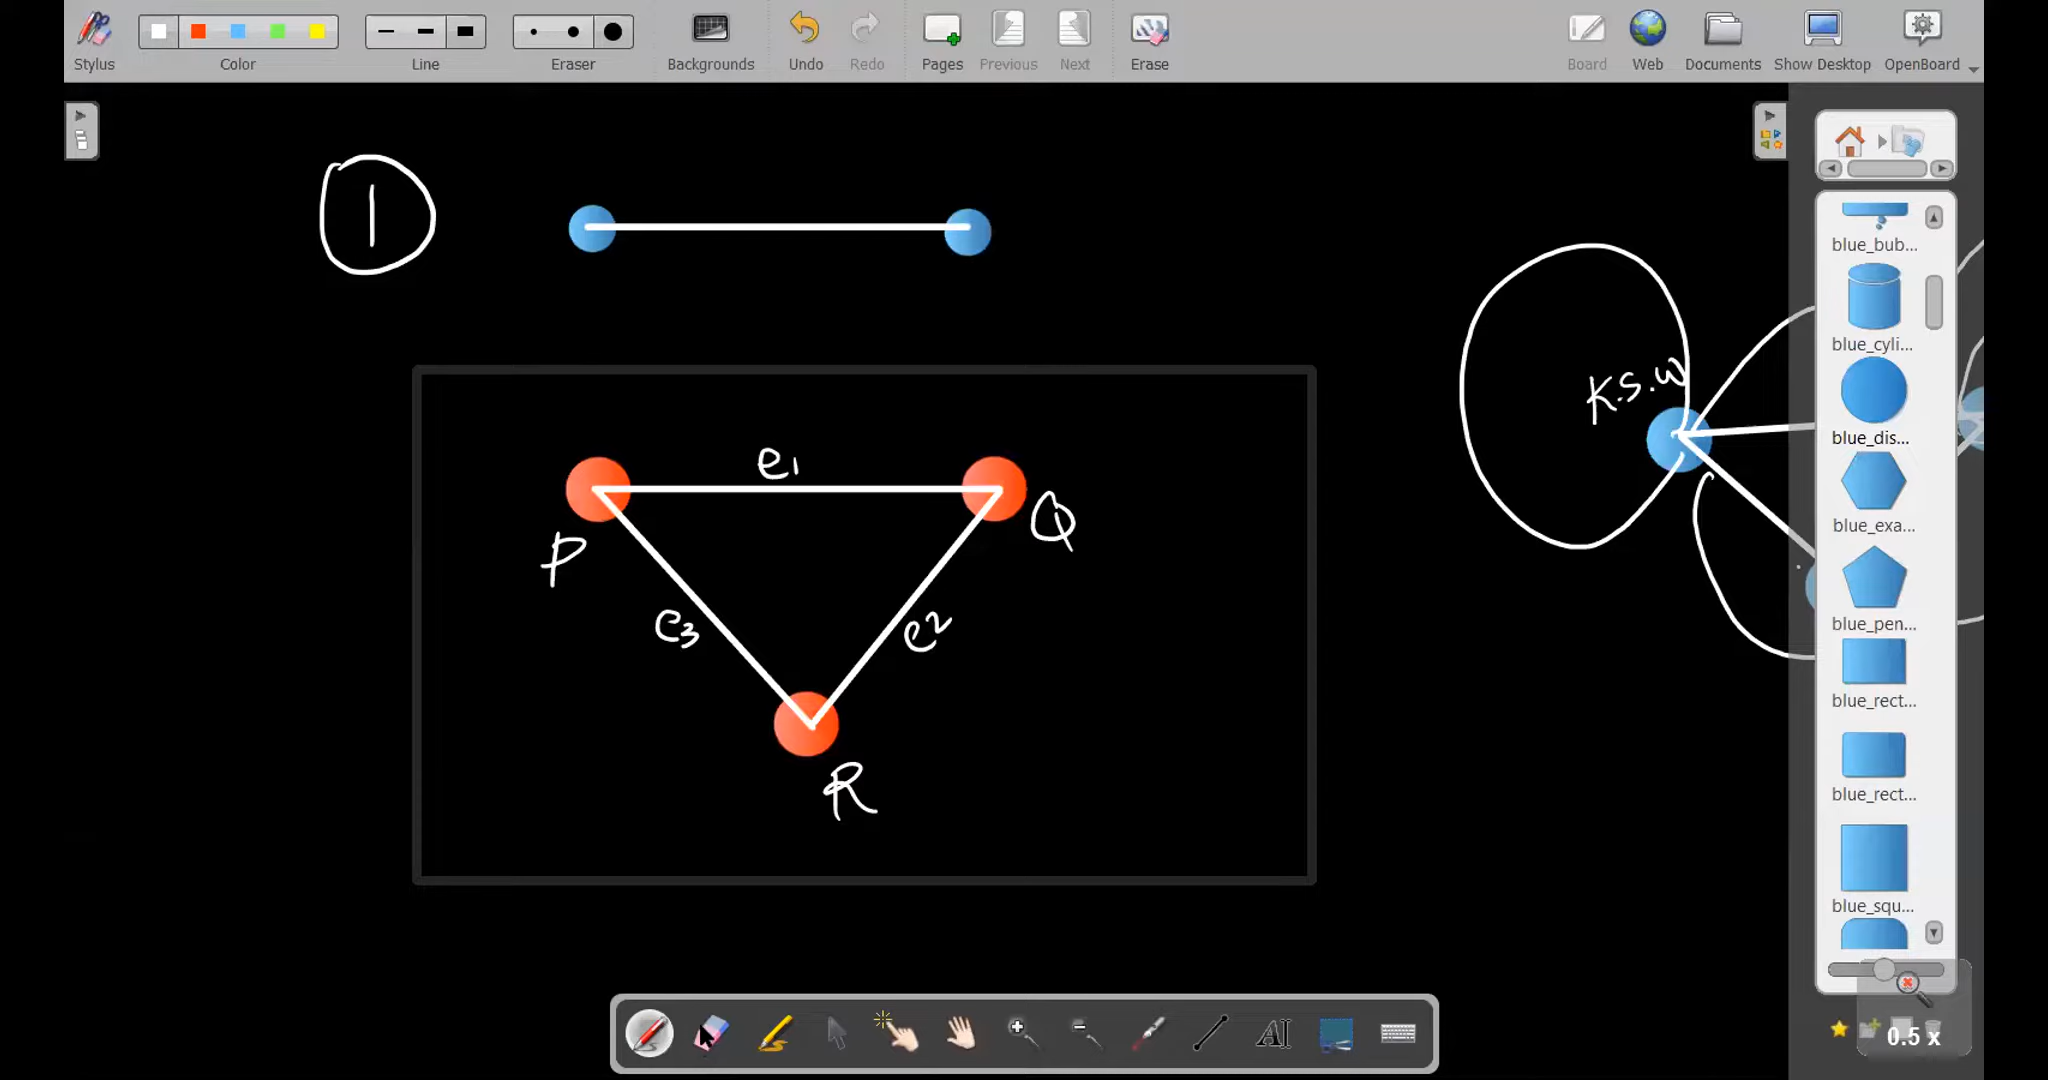 Stylus
Color
Line
Eraser
Backgrounds
Undo
Redo
Pages
Previous
Next
Erase
Board
Web
Documents
Show Desktop
OpenBoard
1
blue_bub...
blue_cyli...
K.S.W
blue_dis...
e1
P
Q
blue_exa...
e3
e2
blue_pen...
blue_rect...
R
blue_rect...
blue_squ...
AI
0.5 x